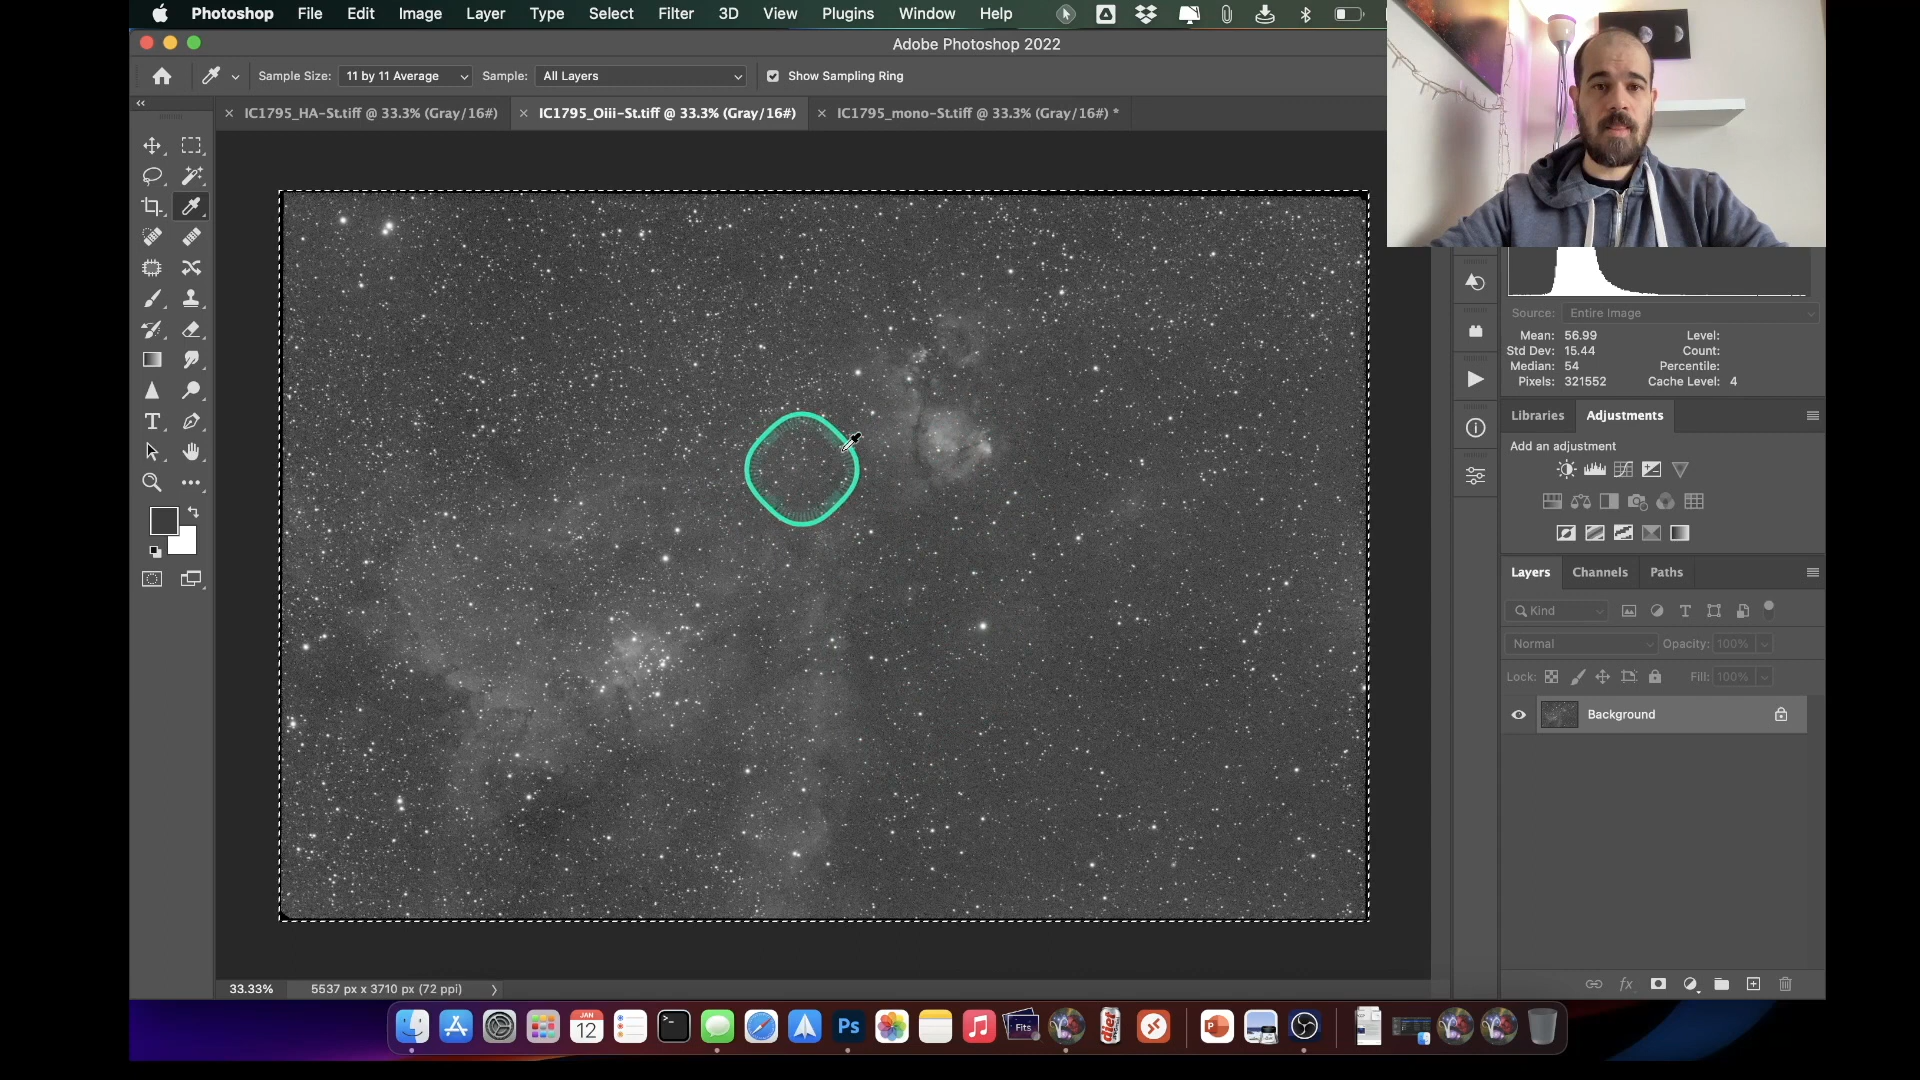 Photoshop File Edit Image Layer Type Select Filter 3D View Plugins Window Help
Adobe Photoshop 2022
Sample Size: 11 by 11 Average Sample: All Layers Show Sampling Ring
IC1795_HA-St.tiff @ 33.3% (Gray/16#)
IC1795_Oiii-St.tiff @ 33.3% (Gray/16#)
IC1795_mono-St.tiff @ 33.3% (Gray/16#) *
Source: Entire Image
Mean: 56.99 Level:
Std Dev: 15.44 Count:
Median: 54 Percentile:
Pixels: 321552 Cache Level: 4
Libraries Adjustments
Add an adjustment
Layers Channels Paths
Kind
Normal Opacity: 100%
Lock: Fill: 100%
Background
33.33% 5537 px x 3710 px (72 ppi)
JAN
12
Ps
Fits
diet
P